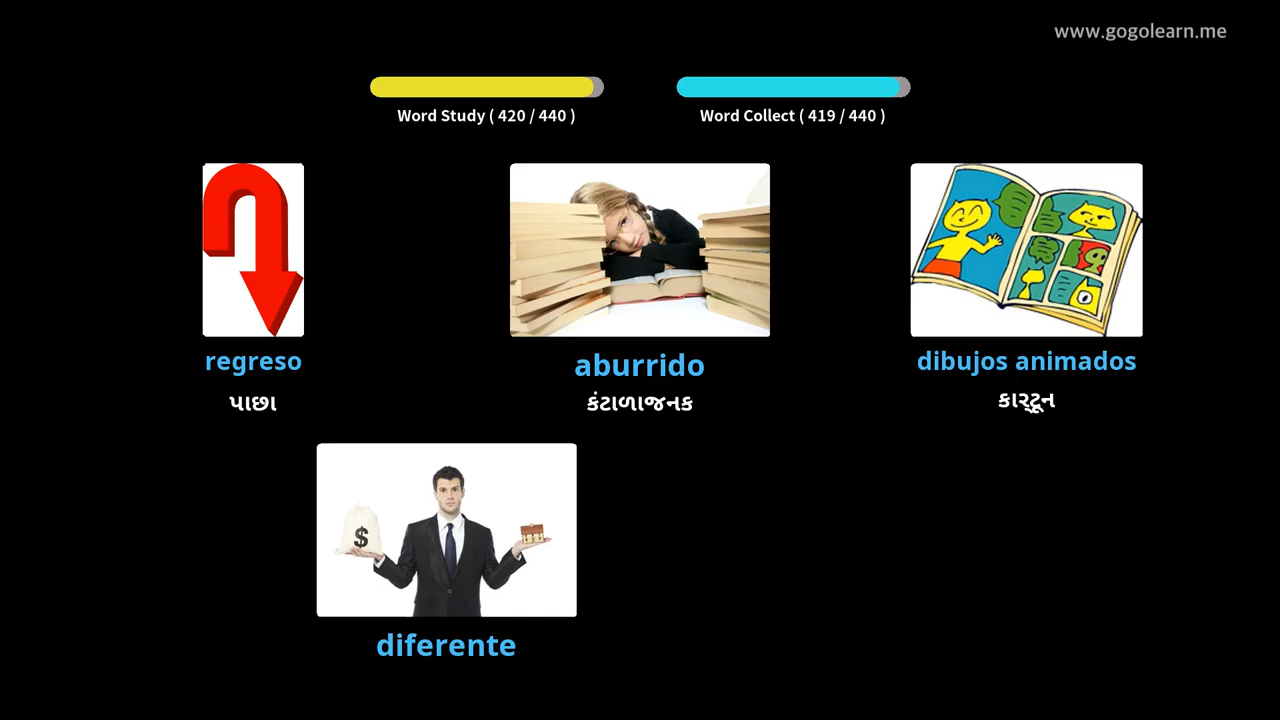 www.gogolearn.me
Word Study ( 420 / 440 )
Word Collect ( 419 / 440 )
regreso
પાછા
aburrido
કંટાળાજનક
dibujos animados
કાર્ટૂન
$
diferente